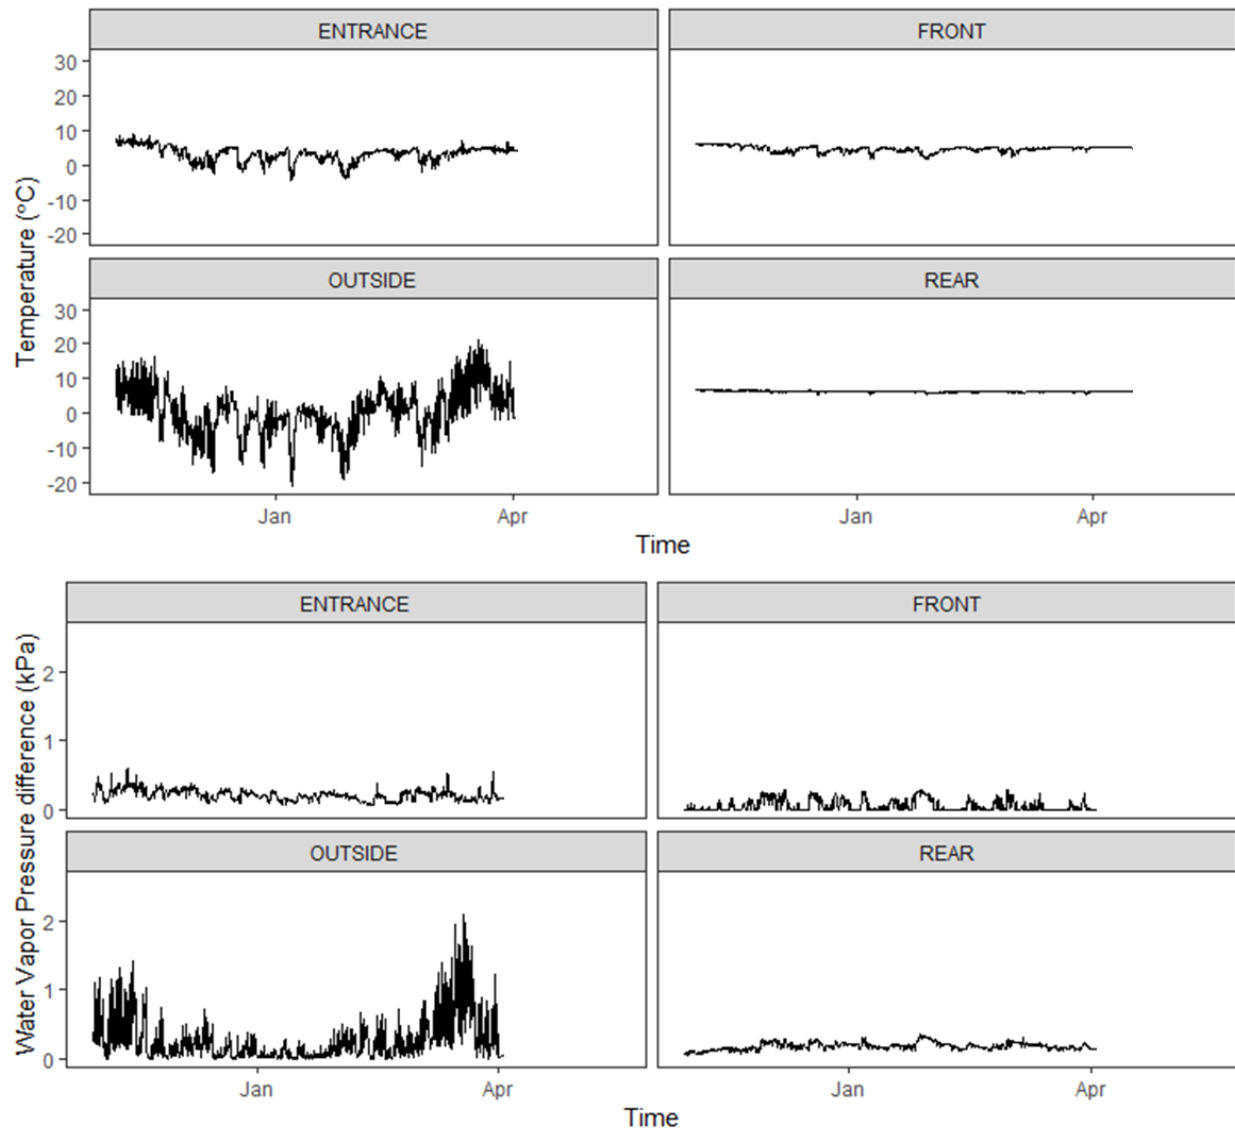 ENTRANCE FRONT
30
20
10
0
-10
-20
Temperature (°C)
OUTSIDE REAR
30
20
10
0
-10
-20
Jan Apr Jan Apr
Time
ENTRANCE FRONT
2
1
0
Water Vapor Pressure difference (kPa)
OUTSIDE REAR
2
1
0
Jan Apr Jan Apr
Time